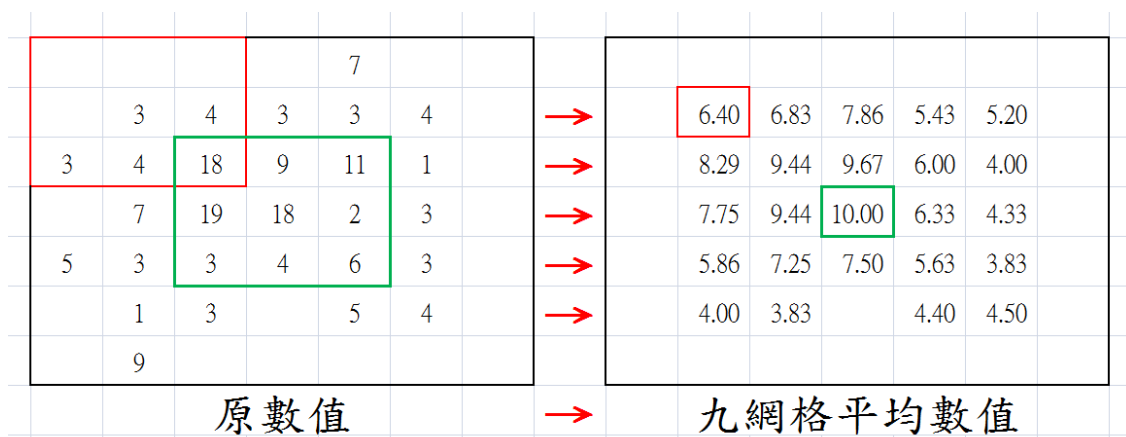 7
3 4 3 3 4 → 6.40 6.83 7.86 5.43 5.20
3 4 18 9 11 1 → 8.29 9.44 9.67 6.00 4.00
7 19 18 2 3 → 7.75 9.44 10.00 6.33 4.33
5 3 3 4 6 3 → 5.86 7.25 7.50 5.63 3.83
1 3 5 4 → 4.00 3.83 4.40 4.50
9
原數值 → 九網格平均數值